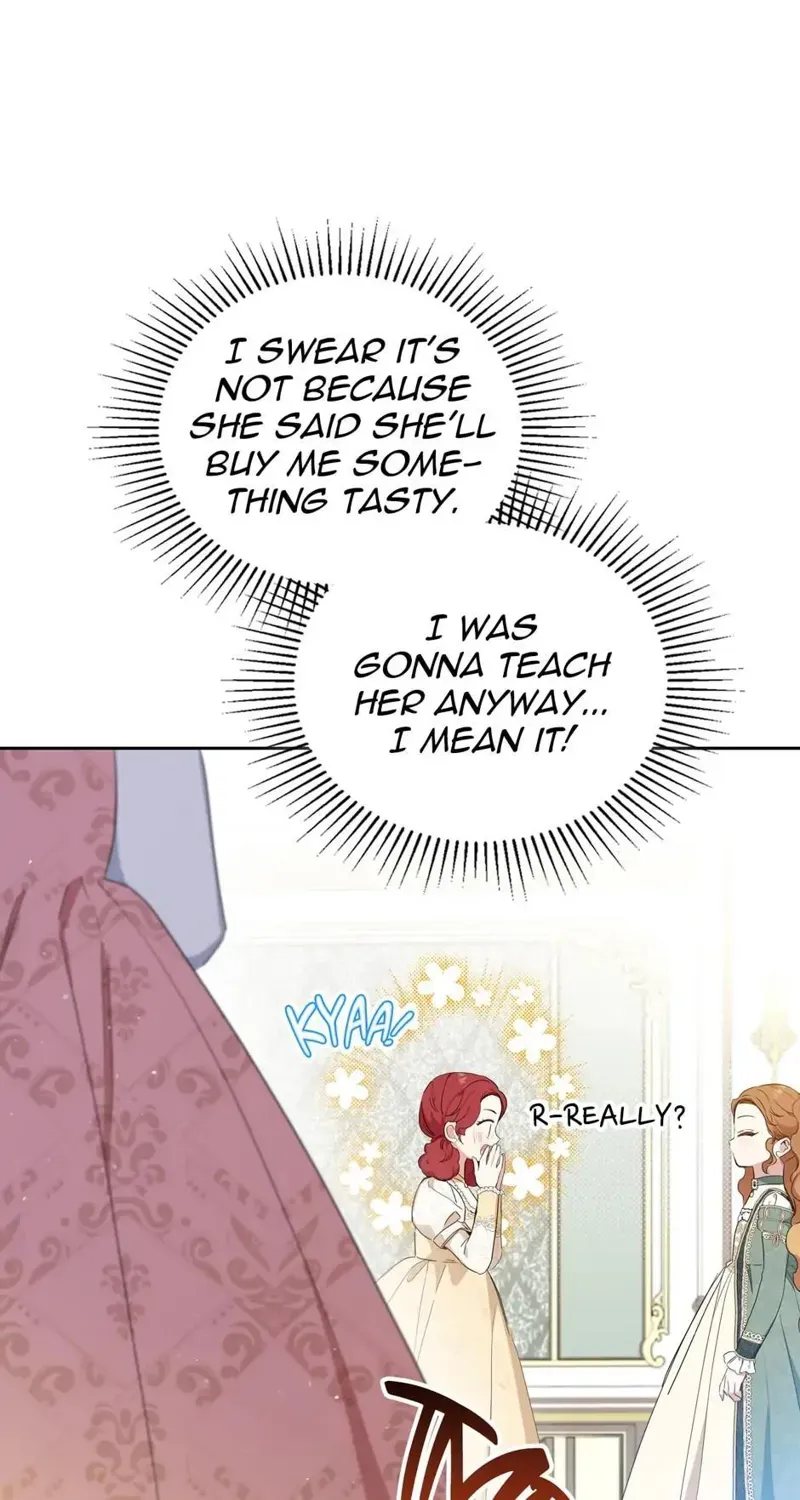 I SWEAR IT'S
NOT BECAUSE
SHE SAID SHE'LL
BUY ME SOME-
THING TASTY.
I WAS
GONNA TEACH
HER ANYWAY...
I MEAN IT!
KYAA!
R-REALLY?